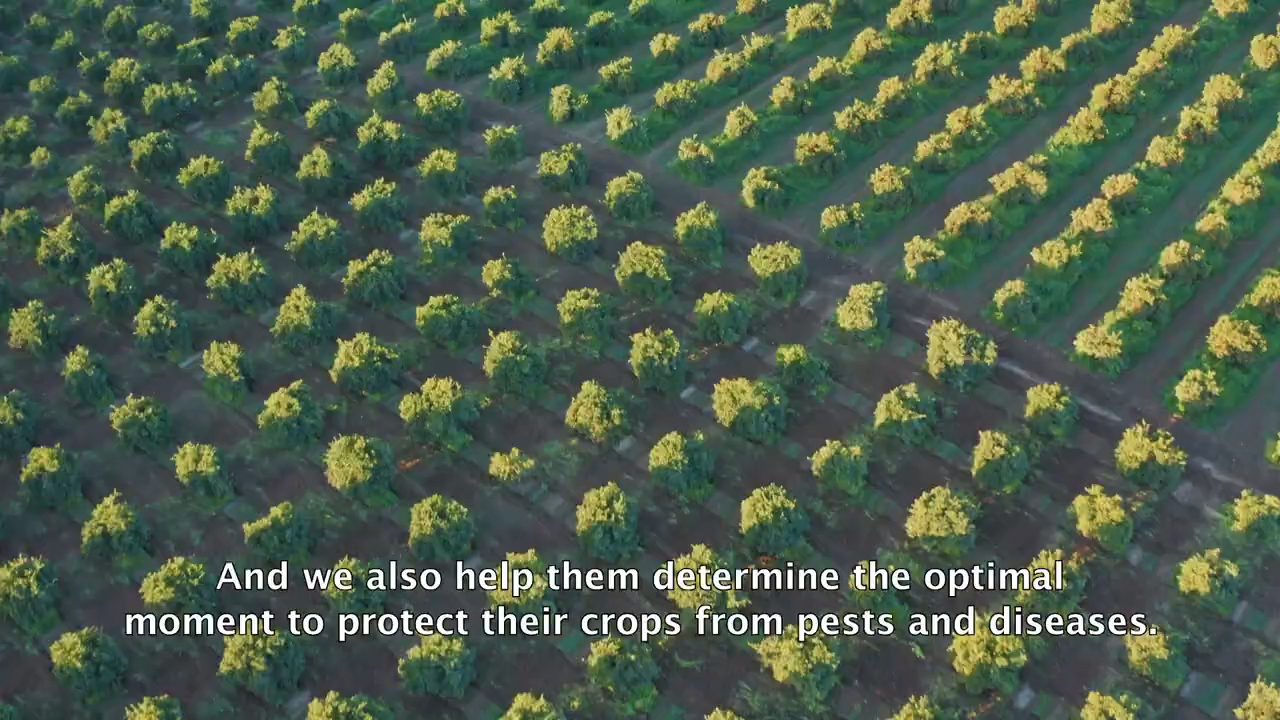 And we also help them determine the optimal
moment to protect their crops from pests and diseases.